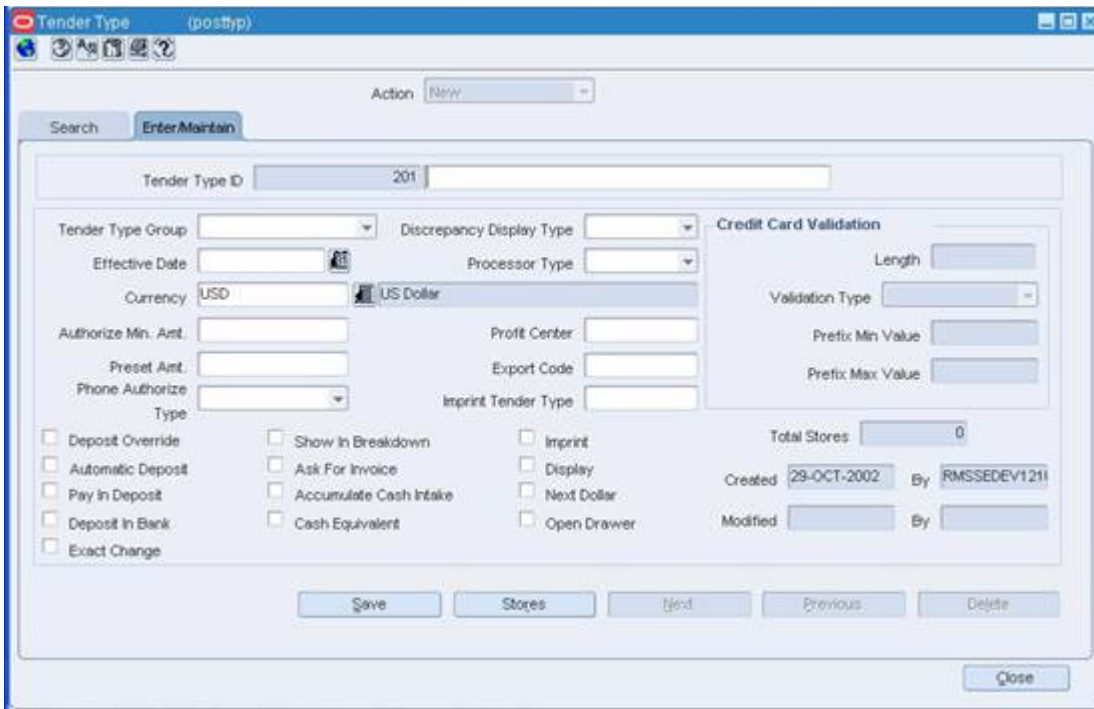 Tender Type (posttyp)
Action New
Search Enter/Maintain
Tender Type ID 201
Tender Type Group Discrepancy Display Type Credit Card Validation
Effective Date Processor Type Length
Currency USD US Dollar Validation Type
Authorize Min. Amt. Profit Center Prefix Min Value
Preset Amt. Export Code Prefix Max Value
Phone Authorize Type Imprint Tender Type
Deposit Override Show In Breakdown Imprint Total Stores 0
Automatic Deposit Ask For Invoice Display
Created 29-OCT-2002 By RMSSEDEV121
Pay In Deposit Accumulate Cash Intake Next Dollar
Deposit In Bank Cash Equivalent Open Drawer Modified By
Exact Change
Save Stores Next Previous Delete
Close